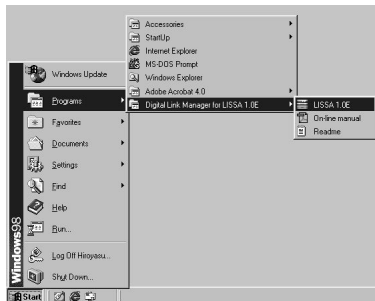 Accessories
StartUp
Internet Explorer
MS-DOS Prompt
Windows Explorer
Adobe Acrobat 4.0
Digital Link Manager for LISSA 1.0E
LISSA 1.0E
On-line manual
Readme
Windows Update
Programs
Favorites
Documents
Settings
Find
Help
Run...
Log Off Hiroyasu...
Shut Down...
Windows98
Start